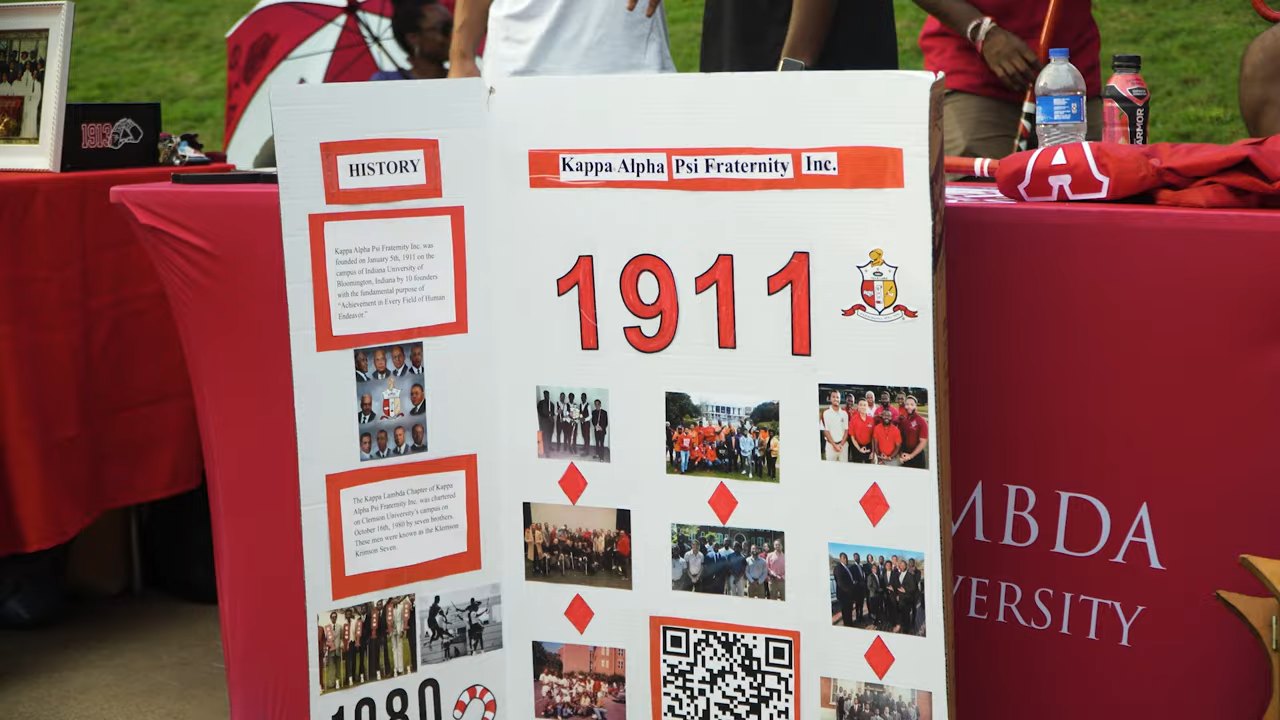 1913
HISTORY
Kappa Alpha Psi Fraternity Inc. was
founded on January 5th, 1911 on the
campus of Indiana University of
Bloomington, Indiana by 10 founders
with the fundamental purpose of
"Achievement in Every Field of Human
Endeavor."
The Kappa Lambda Chapter of Kappa
Alpha Psi Fraternity Inc. was chartered
on Clemson University's campus on
October 16th, 1980 by seven brothers.
These men were known as the Klemson
Krimson Seven.
1980
Kappa Alpha Psi Fraternity Inc.
1911
ARMOR
A
MBDA
VERSITY